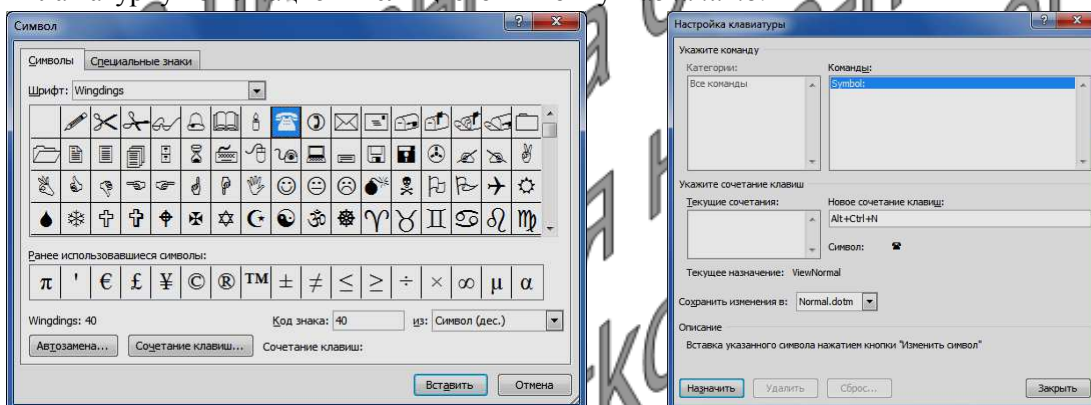 Символ
Символы
Специальные знаки
Шрифт: Wingdings
Ранее использовавшиеся символы:
π ' € £ ¥ © ® ™ ± ≠ ≤ ≥ ÷ × ∞ µ α
Wingdings: 40
Код знака: 40 из: Символ (дес.)
Автозамена... Сочетание клавиш... Сочетание клавиш:
Вставить Отмена
Настройка клавиатуры
Укажите команду
Категории: Команды:
Все команды Symbol:
Укажите сочетание клавиш
Текущие сочетания: Новое сочетание клавиш:
Alt+Ctrl+N
Символ: ☎
Текущее назначение: ViewNormal
Сохранить изменения в: Normal.dotm
Описание
Вставка указанного символа нажатием кнопки "Изменить символ"
Назначить Удалить Сброс... Закрыть